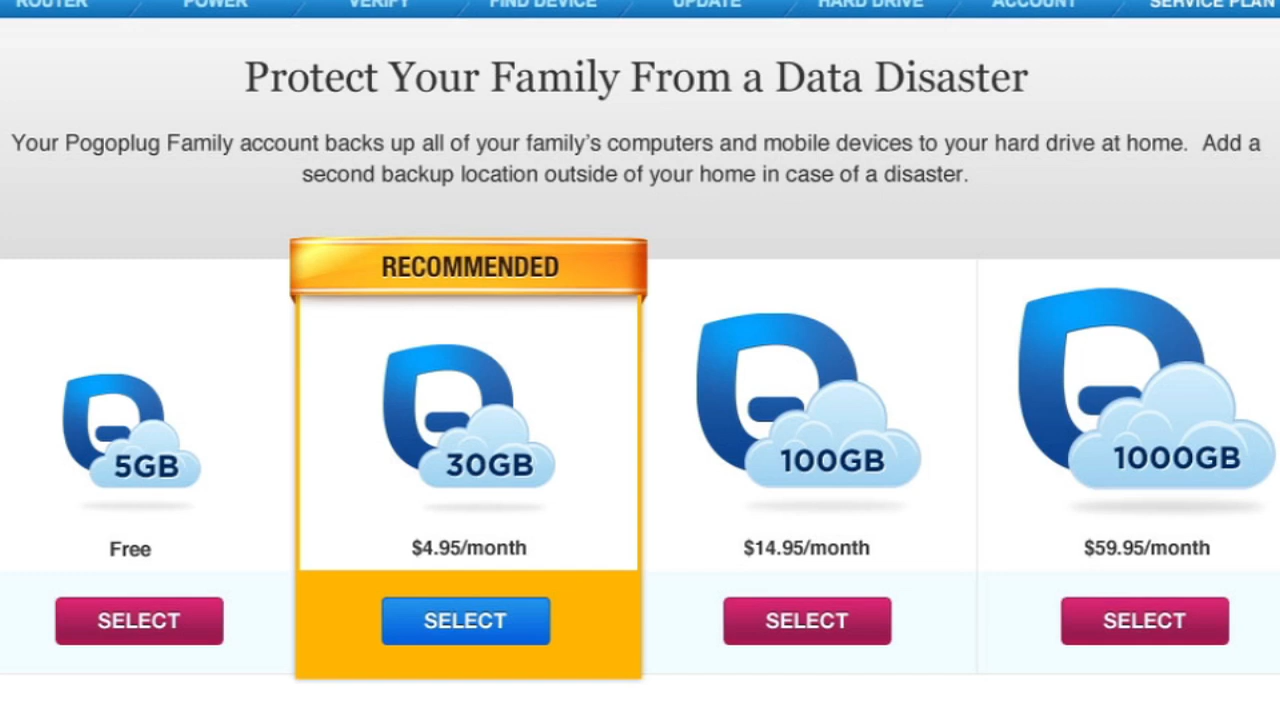 ROUTER POWER VERIFY FIND DEVICE UPDATE HARD DRIVE ACCOUNT SERVICE PLAN
Protect Your Family From a Data Disaster
Your Pogoplug Family account backs up all of your family's computers and mobile devices to your hard drive at home. Add a
second backup location outside of your home in case of a disaster.
RECOMMENDED
5GB 30GB 100GB 1000GB
Free $4.95/month $14.95/month $59.95/month
SELECT SELECT SELECT SELECT